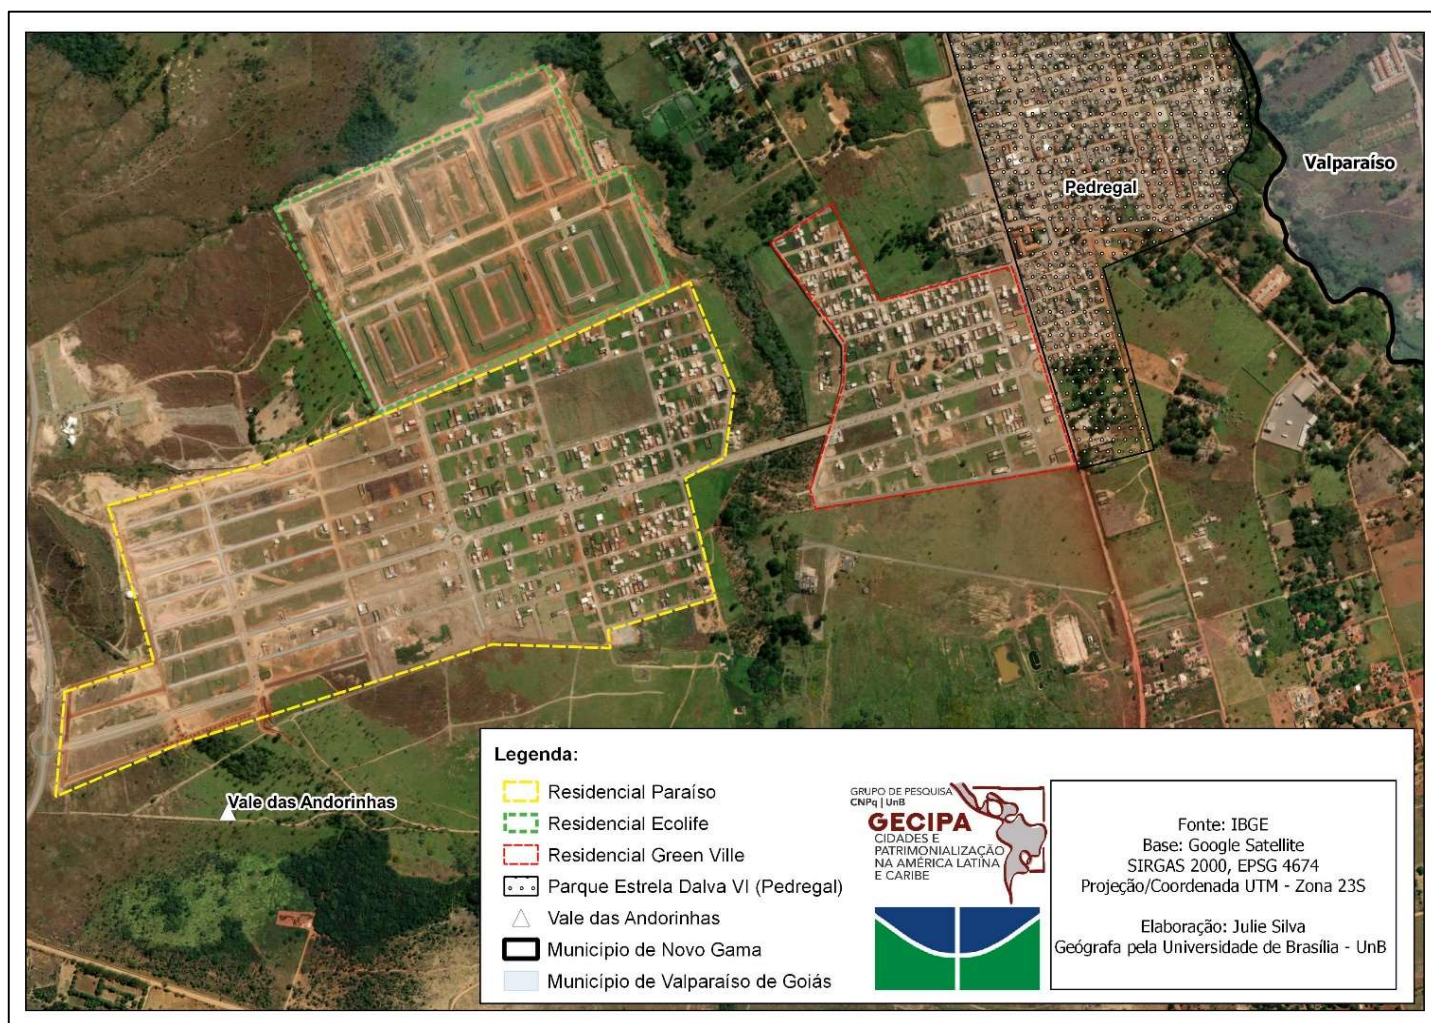 Valparaíso
Pedregal
Vale das Andorinhas
Legenda:
Residencial Paraíso
Residencial Ecolife
Residencial Green Ville
Parque Estrela Dalva VI (Pedregal)
Vale das Andorinhas
Município de Novo Gama
Município de Valparaíso de Goiás
GRUPO DE PESQUISA
CNPq | UnB
GECIPA
CIDADES E
PATRIMONIALIZAÇÃO
NA AMÉRICA LATINA
E CARIBE
Fonte: IBGE
Base: Google Satellite
SIRGAS 2000, EPSG 4674
Projeção/Coordenada UTM - Zona 23S
Elaboração: Julie Silva
Geógrafa pela Universidade de Brasília - UnB